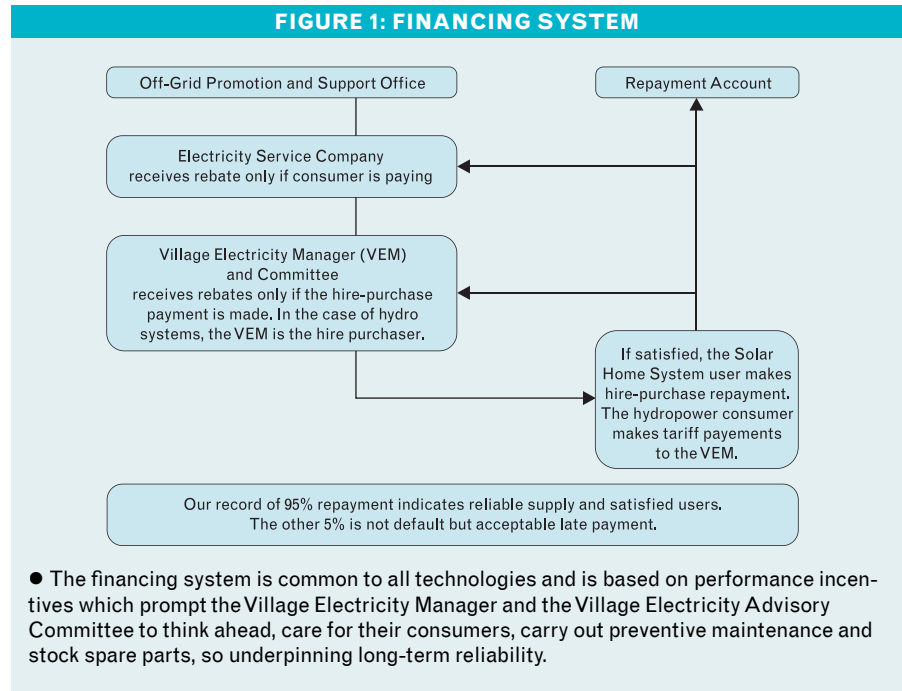 FIGURE 1: FINANCING SYSTEM
Off-Grid Promotion and Support Office
Repayment Account
Electricity Service Company
receives rebate only if consumer is paying
Village Electricity Manager (VEM)
and Committee
receives rebates only if the hire-purchase
payment is made. In the case of hydro
systems, the VEM is the hire purchaser.
If satisfied, the Solar
Home System user makes
hire-purchase repayment.
The hydropower consumer
makes tariff payements
to the VEM.
Our record of 95% repayment indicates reliable supply and satisfied users.
The other 5% is not default but acceptable late payment.
● The financing system is common to all technologies and is based on performance incen-
tives which prompt the Village Electricity Manager and the Village Electricity Advisory
Committee to think ahead, care for their consumers, carry out preventive maintenance and
stock spare parts, so underpinning long-term reliability.